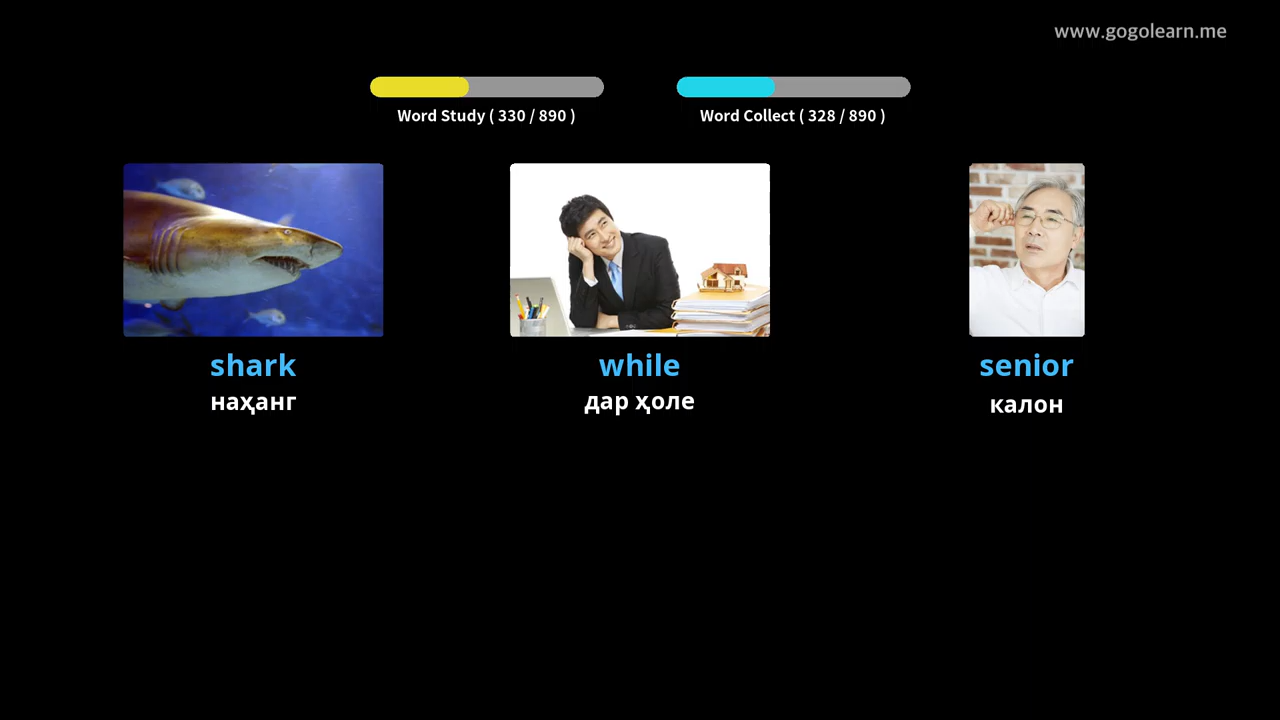 www.gogolearn.me
Word Study ( 330 / 890 )
Word Collect ( 328 / 890 )
shark
while
senior
наҳанг
дар ҳоле
калон